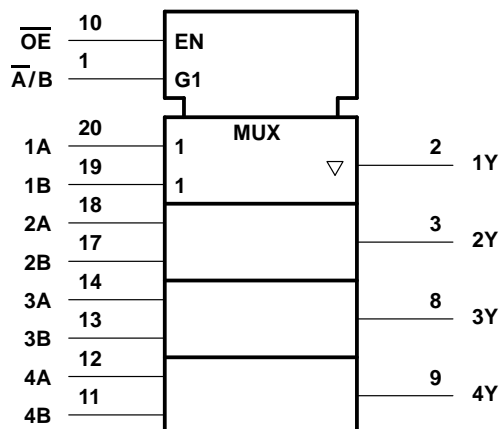 OE̅ 10 EN
A̅/B 1 G1
MUX
1A 20 1
2 1Y
1B 19 1
2A 18
3 2Y
2B 17
3A 14
8 3Y
3B 13
4A 12
9 4Y
4B 11